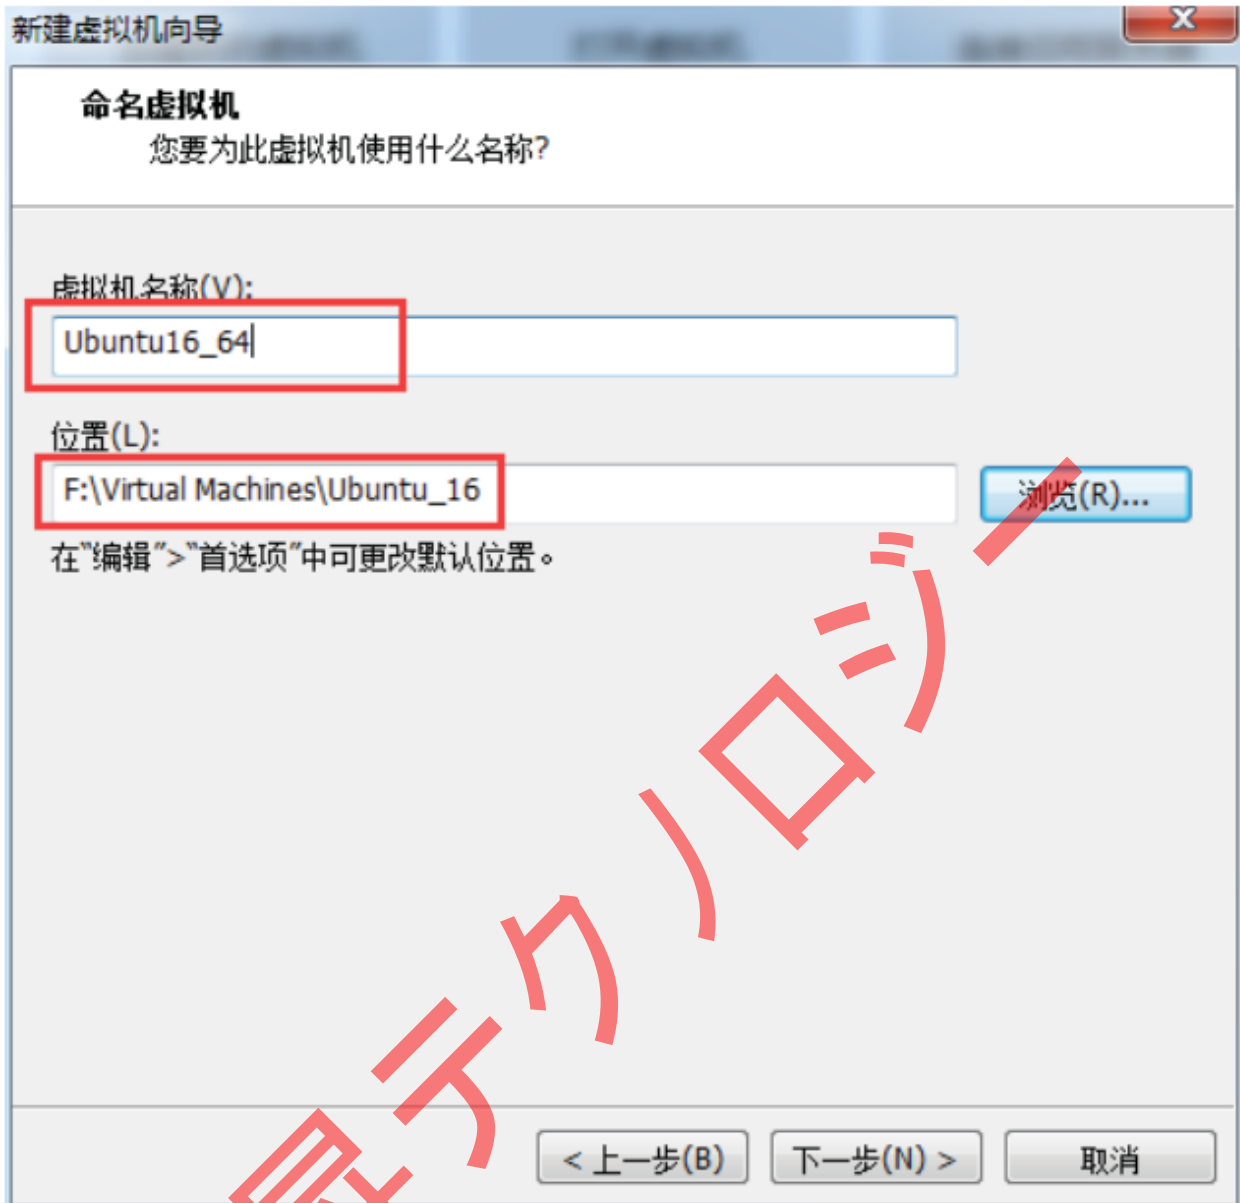 新建虚拟机向导
命名虚拟机
您要为此虚拟机使用什么名称?
虚拟机名称(V):
Ubuntu16_64
位置(L):
F:\Virtual Machines\Ubuntu_16
浏览(R)...
在"编辑">"首选项"中可更改默认位置。
テクノロジー
< 上一步(B)
下一步(N) >
取消